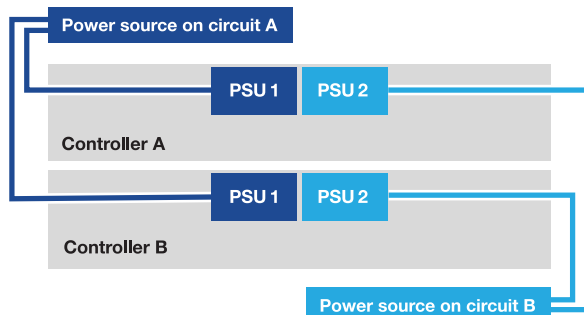 Power source on circuit A
PSU 1
PSU 2
Controller A
PSU 1
PSU 2
Controller B
Power source on circuit B